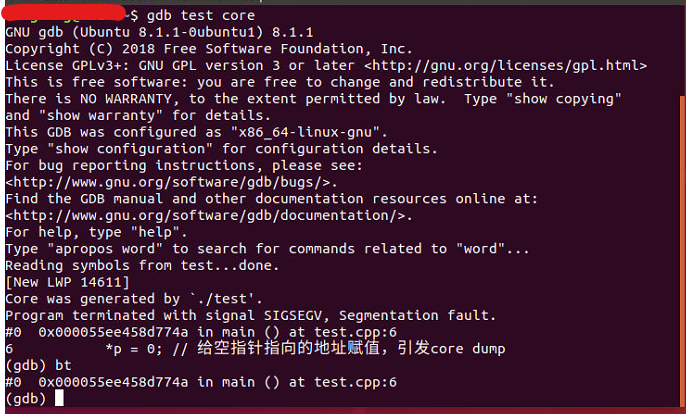 ~$ gdb test core
GNU gdb (Ubuntu 8.1.1-0ubuntu1) 8.1.1
Copyright (C) 2018 Free Software Foundation, Inc.
License GPLv3+: GNU GPL version 3 or later <http://gnu.org/licenses/gpl.html>
This is free software: you are free to change and redistribute it.
There is NO WARRANTY, to the extent permitted by law.  Type "show copying"
and "show warranty" for details.
This GDB was configured as "x86_64-linux-gnu".
Type "show configuration" for configuration details.
For bug reporting instructions, please see:
<http://www.gnu.org/software/gdb/bugs/>.
Find the GDB manual and other documentation resources online at:
<http://www.gnu.org/software/gdb/documentation/>.
For help, type "help".
Type "apropos word" to search for commands related to "word"...
Reading symbols from test...done.
[New LWP 14611]
Core was generated by `./test'.
Program terminated with signal SIGSEGV, Segmentation fault.
#0  0x000055ee458d774a in main () at test.cpp:6
6           *p = 0; // 给空指针指向的地址赋值，引发core dump
(gdb) bt
#0  0x000055ee458d774a in main () at test.cpp:6
(gdb)